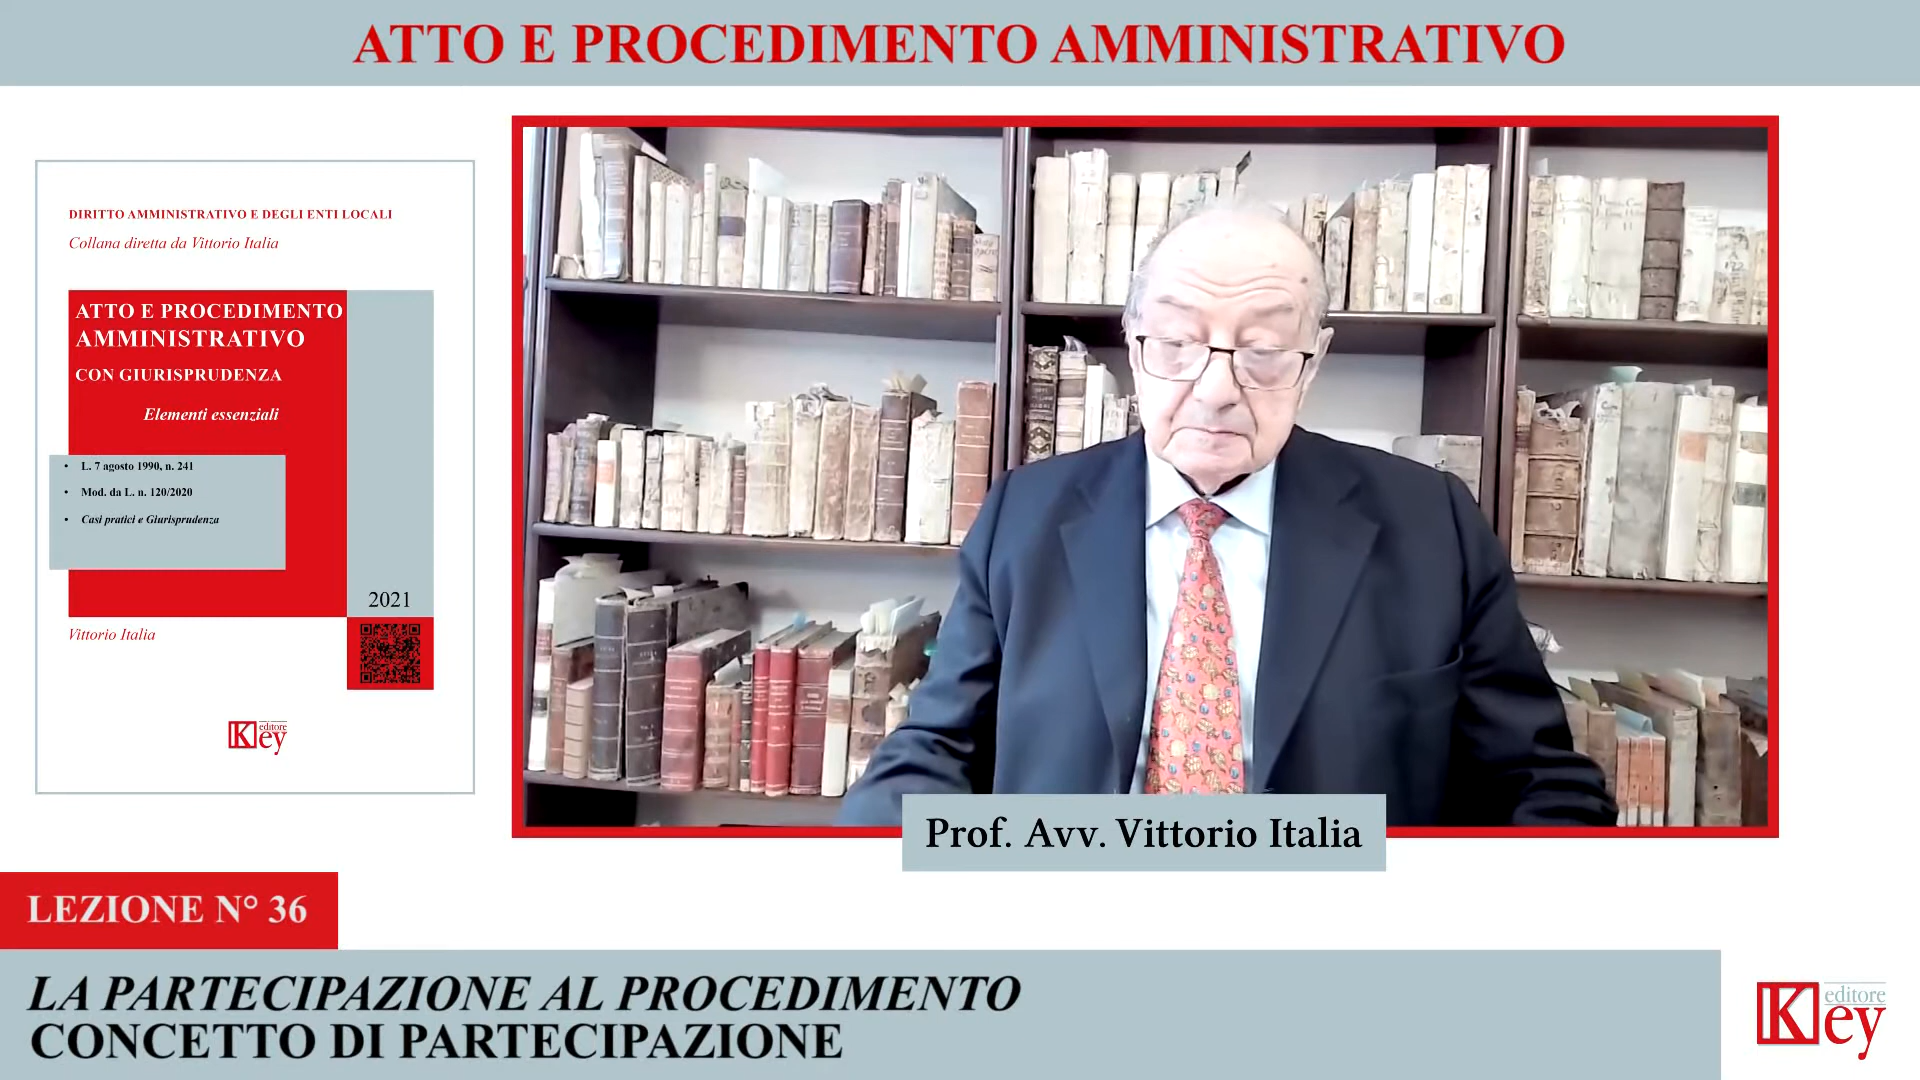 ATTO E PROCEDIMENTO AMMINISTRATIVO
DIRITTO AMMINISTRATIVO E DEGLI ENTI LOCALI
Collana diretta da Vittorio Italia
ATTO E PROCEDIMENTO
AMMINISTRATIVO
CON GIURISPRUDENZA
Elementi essenziali
• L. 7 agosto 1990, n. 241
• Mod. da L. n. 120/2020
• Casi pratici e Giurisprudenza
2021
Vittorio Italia
Key editore
Prof. Avv. Vittorio Italia
LEZIONE N° 36
LA PARTECIPAZIONE AL PROCEDIMENTO
CONCETTO DI PARTECIPAZIONE
Key editore